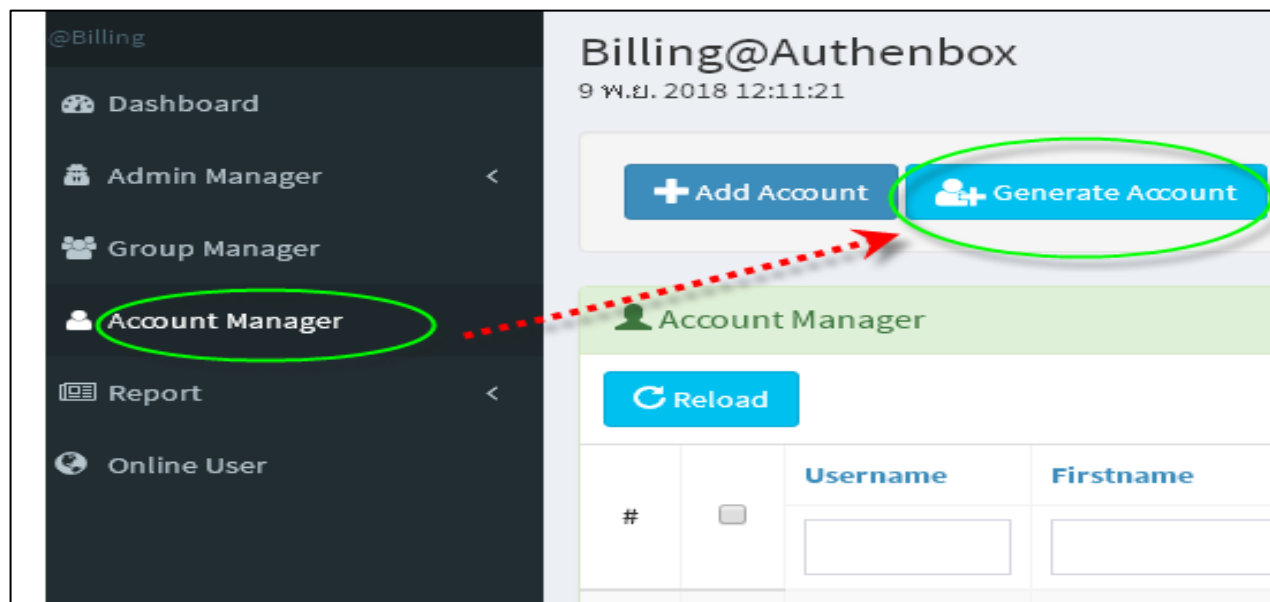 @Billing
Dashboard
Admin Manager
Group Manager
Account Manager
Report
Online User
Billing@Authenbox
9 พ.ย. 2018 12:11:21
Add Account
Generate Account
Account Manager
Reload
# Username Firstname